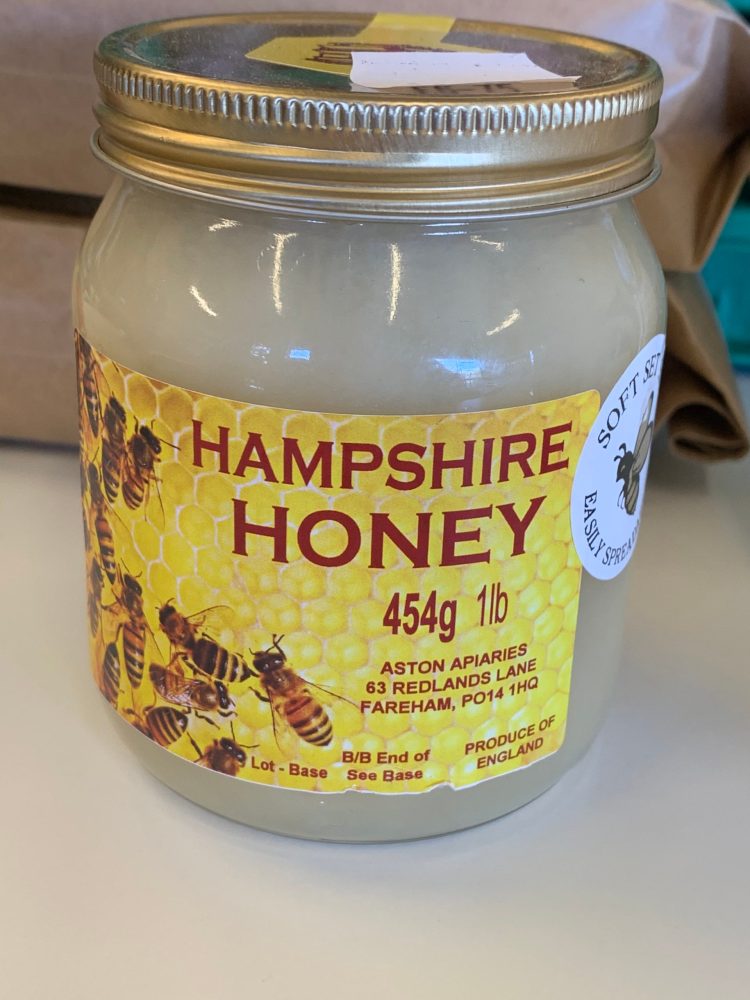 HAMPSHIRE
HONEY
454g 1lb
ASTON APIARIES
63 REDLANDS LANE
FAREHAM, PO14 1HQ
Lot - Base
B/B End of
See Base
PRODUCE OF
ENGLAND
SOFT SET
EASILY